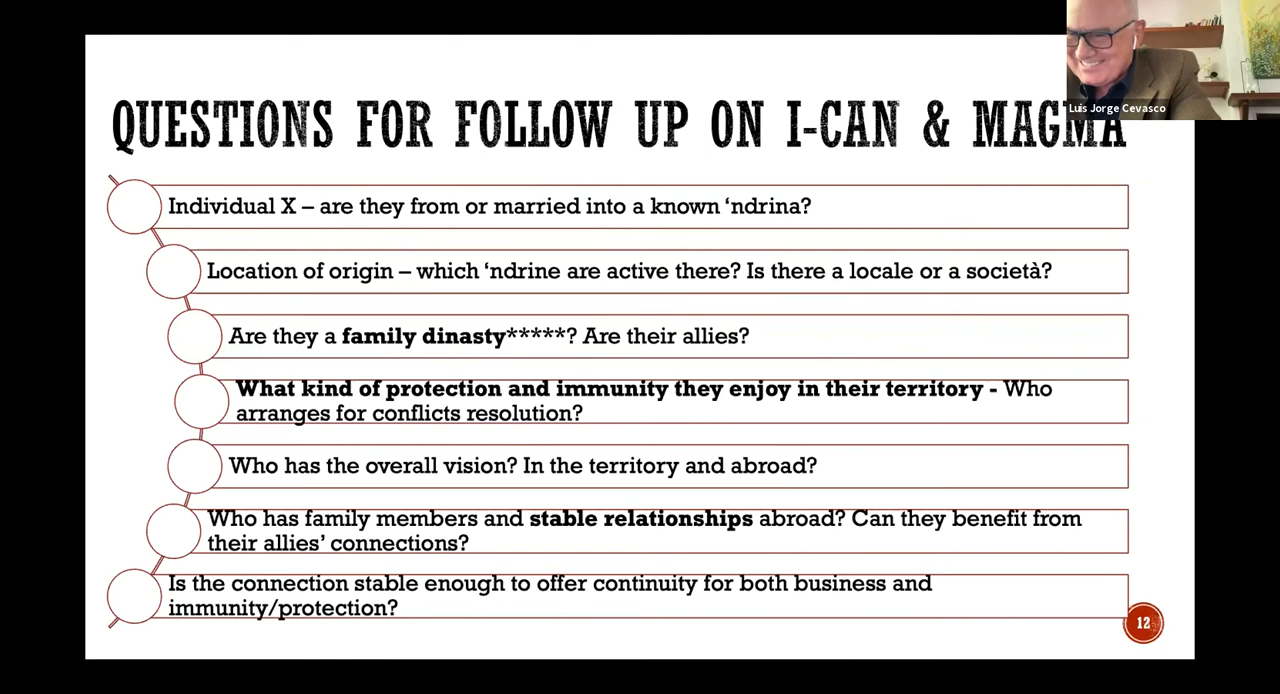 Luis Jorge Cevasco
QUESTIONS FOR FOLLOW UP ON I-CAN & MAGMA
Individual X – are they from or married into a known ‘ndrina?
Location of origin – which ‘ndrine are active there? Is there a locale or a società?
Are they a family dinasty*****? Are their allies?
What kind of protection and immunity they enjoy in their territory - Who
arranges for conflicts resolution?
Who has the overall vision? In the territory and abroad?
Who has family members and stable relationships abroad? Can they benefit from
their allies’ connections?
Is the connection stable enough to offer continuity for both business and
immunity/protection?
12